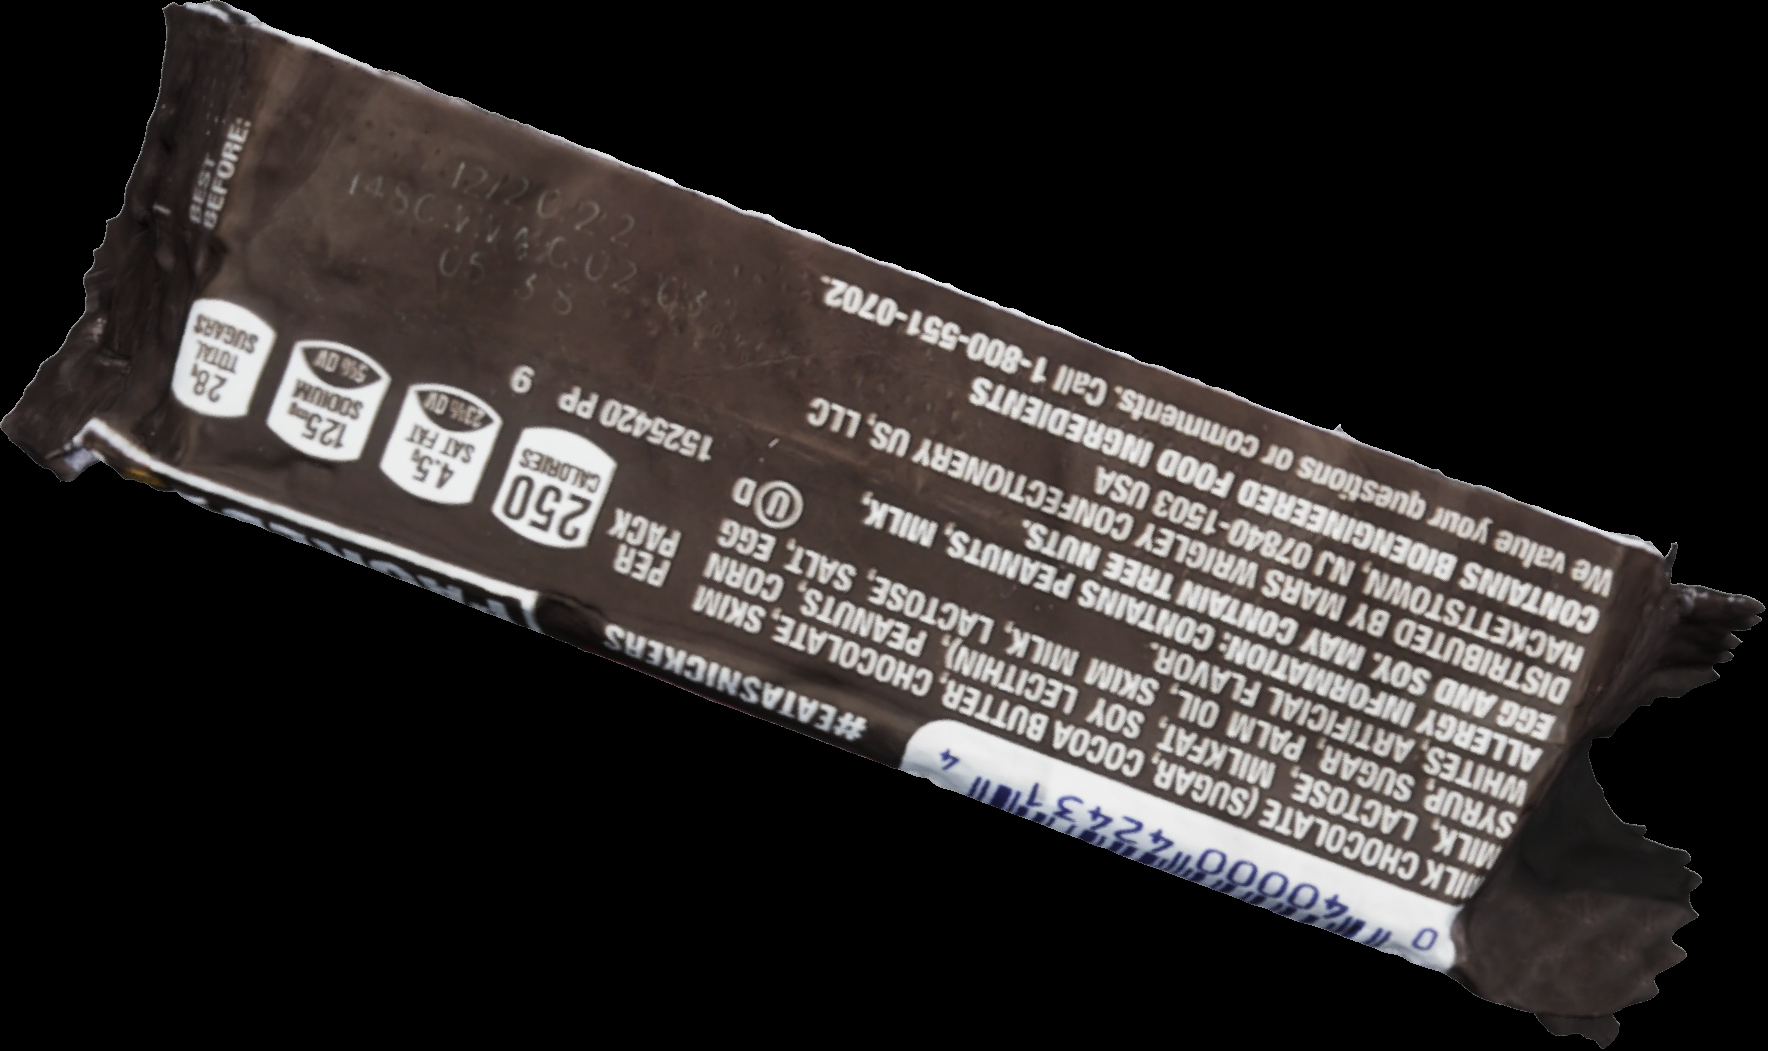 0 40000 42431 4
#EATASNICKERS
MILK CHOCOLATE (SUGAR, COCOA BUTTER, CHOCOLATE, SKIM
MILK, LACTOSE, MILKFAT, SOY LECITHIN), PEANUTS, CORN
SYRUP, SUGAR, PALM OIL, SKIM MILK, LACTOSE, SALT, EGG
WHITES, ARTIFICIAL FLAVOR.
ALLERGY INFORMATION: CONTAINS PEANUTS, MILK,
EGG AND SOY. MAY CONTAIN TREE NUTS.
DISTRIBUTED BY MARS WRIGLEY CONFECTIONERY US, LLC
HACKETTSTOWN, NJ 07840-1503 USA
CONTAINS BIOENGINEERED FOOD INGREDIENTS
We value your questions or comments. Call 1-800-551-0702.
U D
1525420 PP 9
PER
PACK
250
CALORIES
4.5g
SAT FAT
23% DV
125mg
SODIUM
5% DV
28g
TOTAL
SUGARS
BEST
BEFORE: